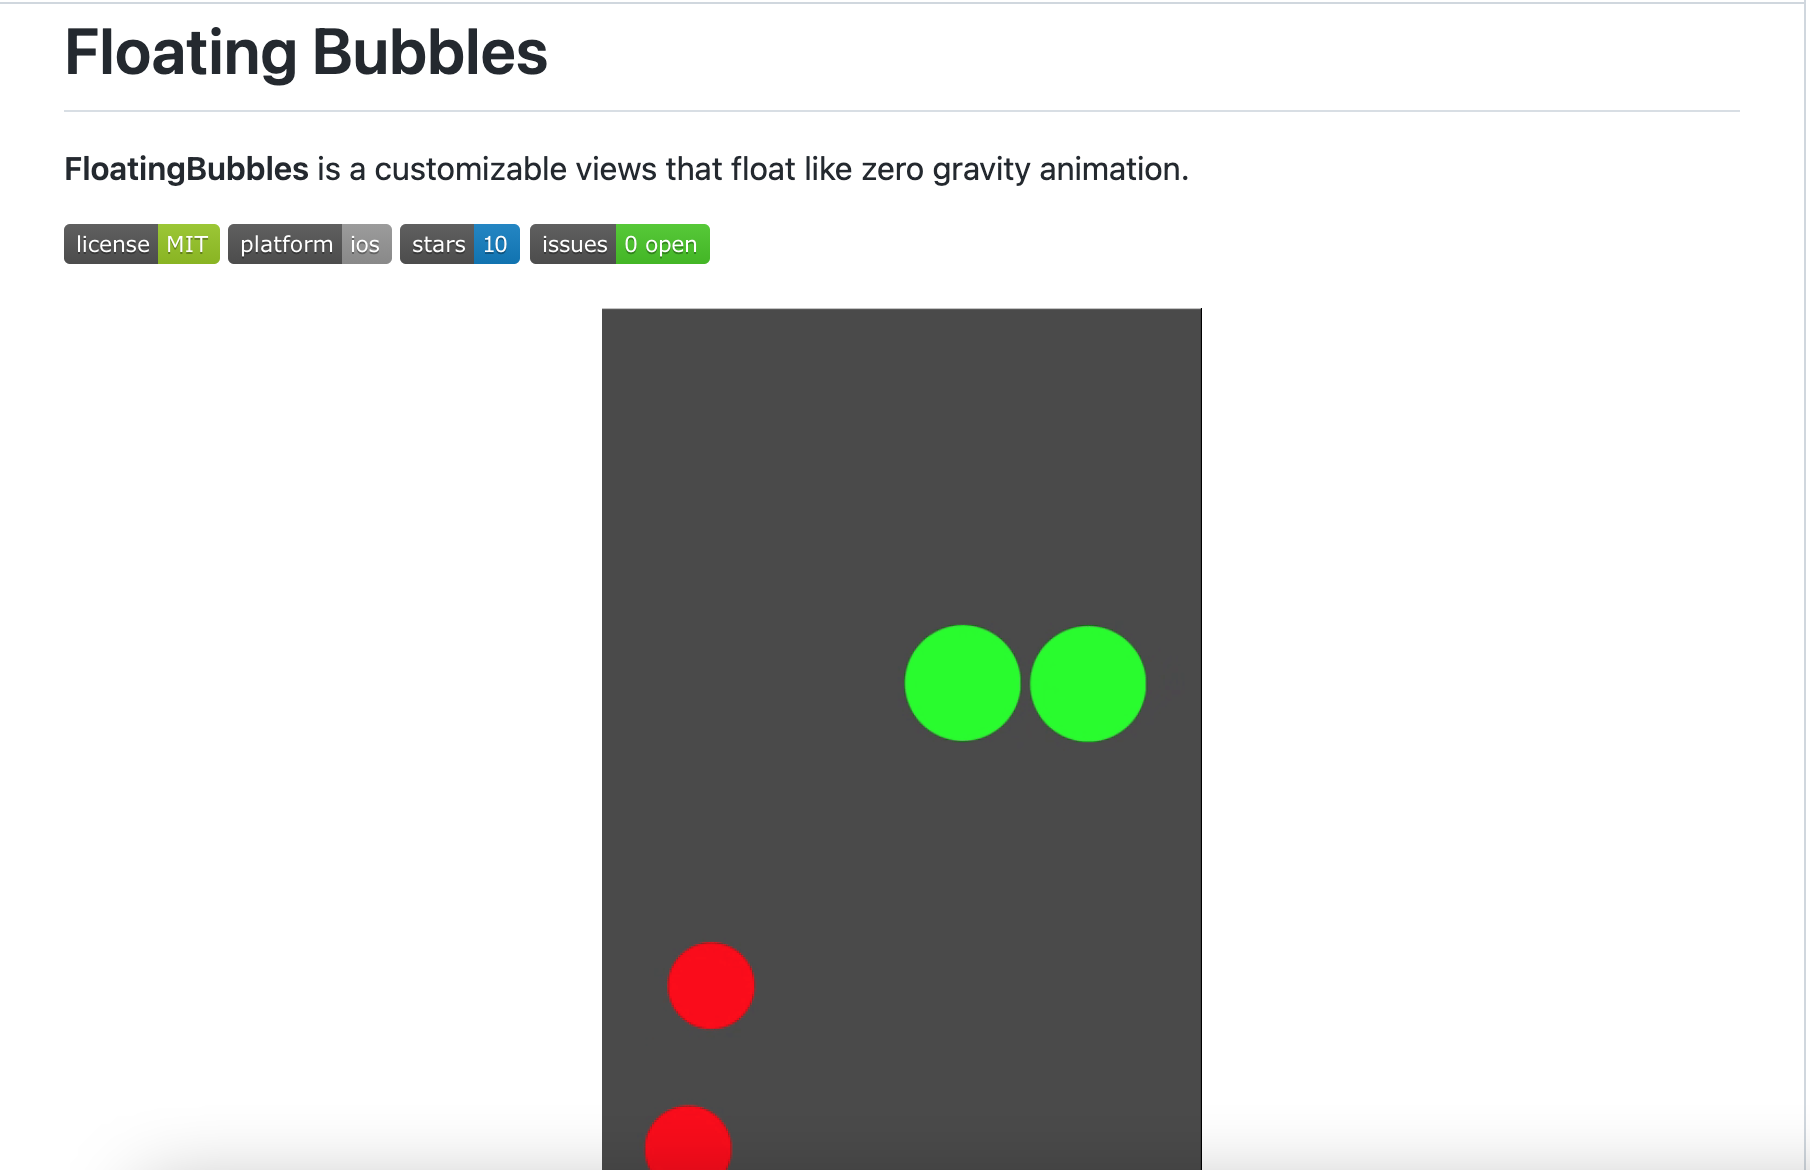 Floating Bubbles
FloatingBubbles is a customizable views that float like zero gravity animation.
license MIT platform ios stars 10 issues 0 open